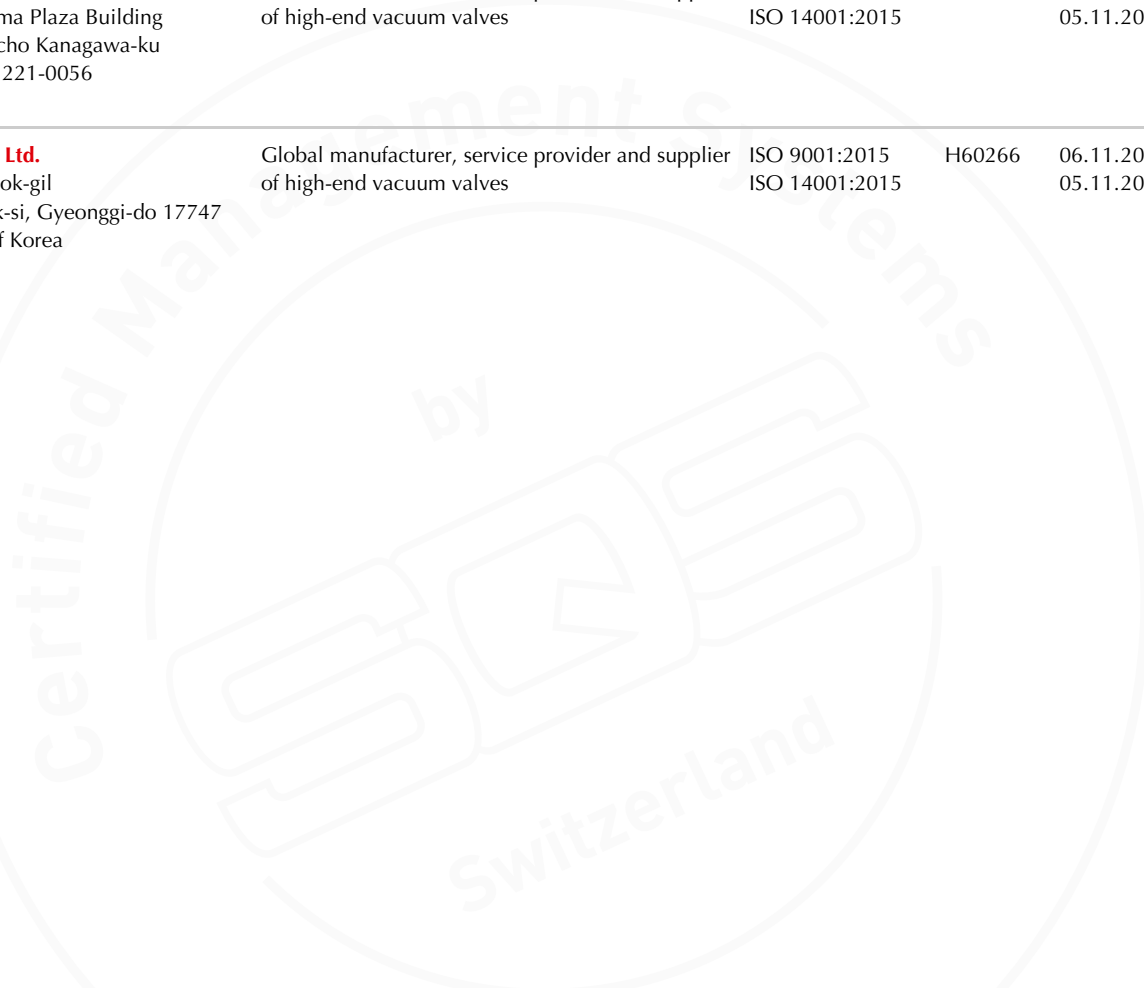 ma Plaza Building of high-end vacuum valves ISO 14001:2015 05.11.20
cho Kanagawa-ku
221-0056
Ltd. Global manufacturer, service provider and supplier ISO 9001:2015 H60266 06.11.20
ok-gil of high-end vacuum valves ISO 14001:2015 05.11.20
k-si, Gyeonggi-do 17747
f Korea
Certified Management Systems
by
SQS
Switzerland